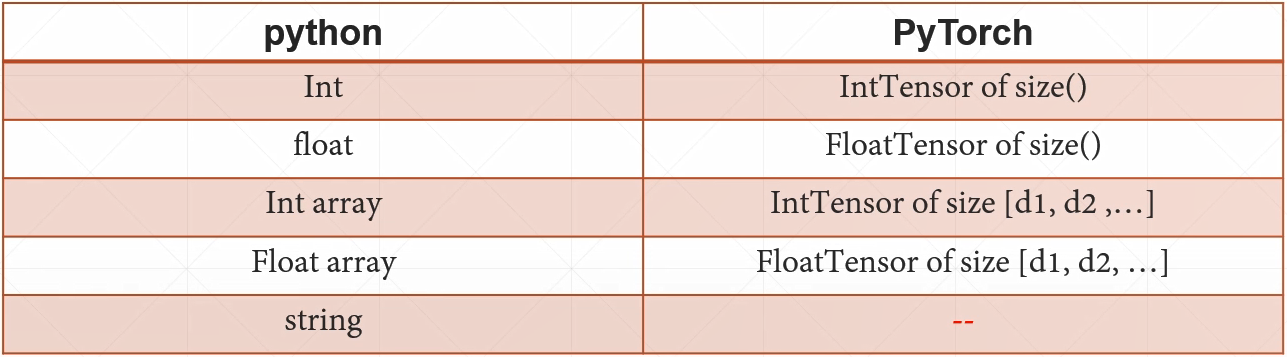 python PyTorch
Int IntTensor of size()
float FloatTensor of size()
Int array IntTensor of size [d1, d2 ,…]
Float array FloatTensor of size [d1, d2, …]
string --